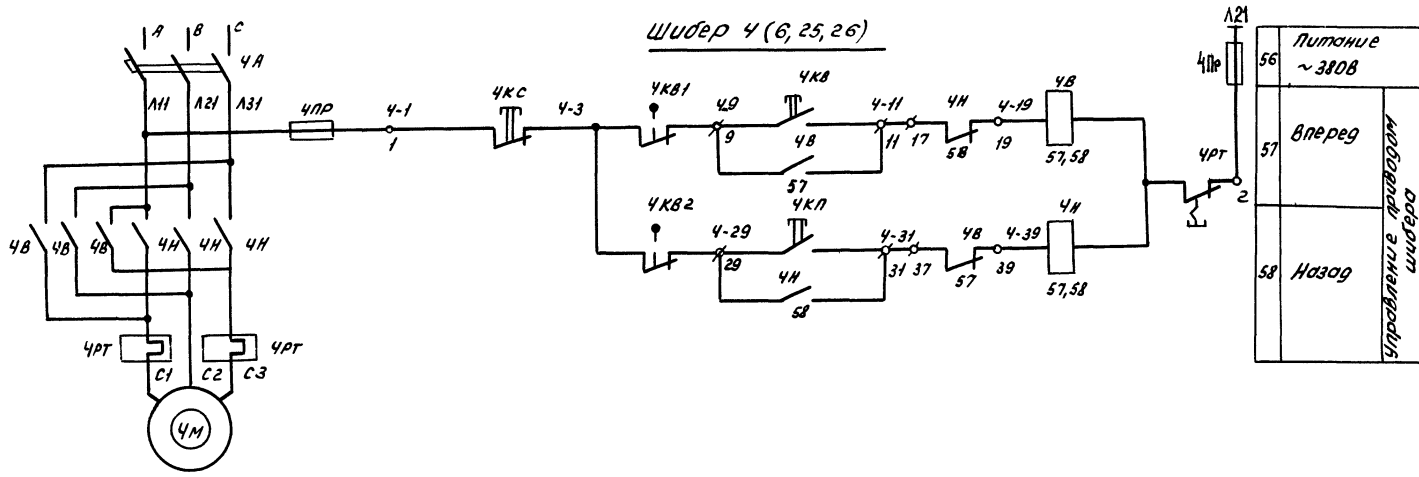 Шибер 4 (6, 25, 26)
А В С
4А
Л11 Л21 Л31
4ПР
4-1
1
4КС
4-3
4КВ1
4-9
9
4КВ
4В
57
4-11
11 17
4Н
58
4-19
19
4В
57,58
4КВ2
4-29
29
4КП
4Н
58
4-31
31 37
4В
57
4-39
39
4Н
57,58
4РТ
2
Л21
4Пр
4В 4В 4В 4Н 4Н 4Н
4РТ 4РТ
С1 С2 С3
4М
56 Питание
~380В
57 Вперед
58 Назад
Управление приводом
шибера